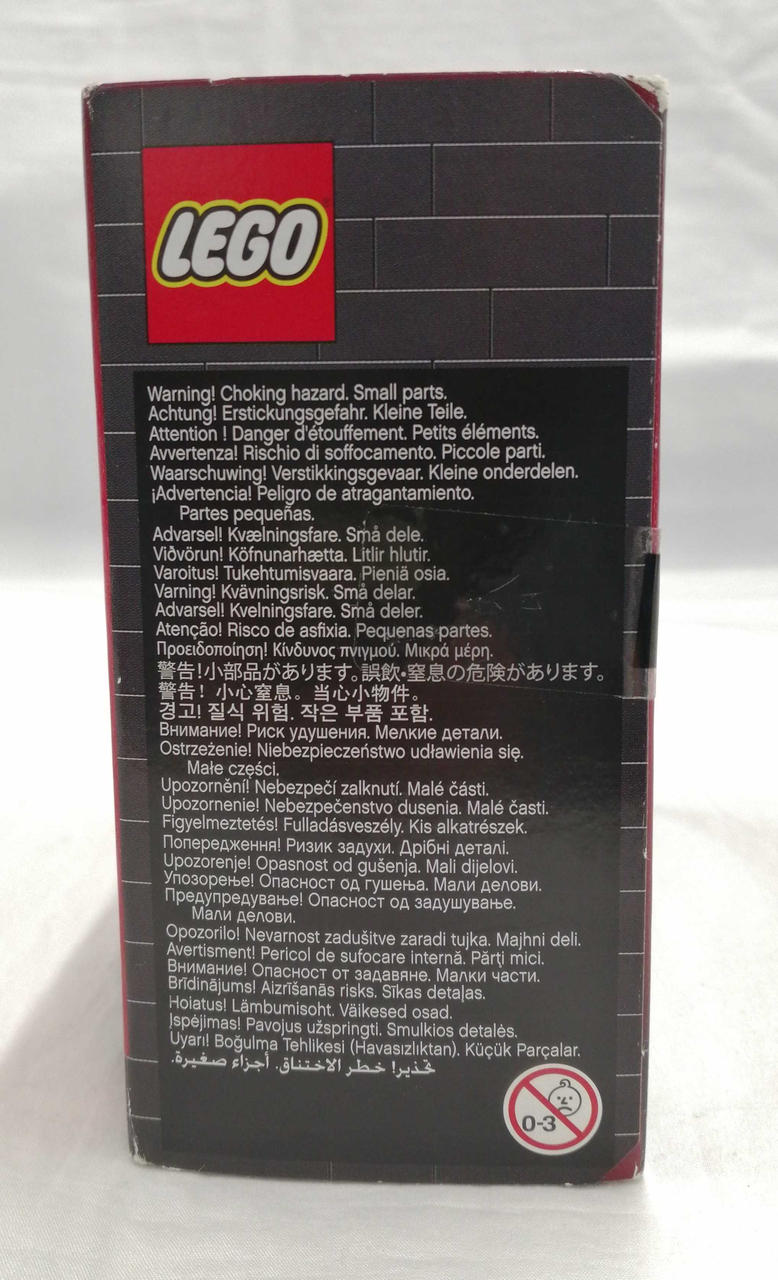 LEGO
Warning! Choking hazard. Small parts.
Achtung! Erstickungsgefahr. Kleine Teile.
Attention ! Danger d'étouffement. Petits éléments.
Avvertenza! Rischio di soffocamento. Piccole parti.
Waarschuwing! Verstikkingsgevaar. Kleine onderdelen.
¡Advertencia! Peligro de atragantamiento.
Partes pequeñas.
Advarsel! Kvælningsfare. Små dele.
Viðvörun! Köfnunarhætta. Litlir hlutir.
Varoitus! Tukehtumisvaara. Pieniä osia.
Varning! Kvävningsrisk. Små delar.
Advarsel! Kvelningsfare. Små deler.
Atenção! Risco de asfixia. Pequenas partes.
Προειδοποίηση! Κίνδυνος πνιγμού. Μικρά μέρη.
警告!小部品があります。誤飲・窒息の危険があります。
警告！小心窒息。当心小物件。
경고! 질식 위험. 작은 부품 포함.
Внимание! Риск удушения. Мелкие детали.
Ostrzeżenie! Niebezpieczeństwo udławienia się.
Małe części.
Upozornění! Nebezpečí zalknutí. Malé části.
Upozornenie! Nebezpečenstvo dusenia. Malé časti.
Figyelmeztetés! Fulladásveszély. Kis alkatrészek.
Попередження! Ризик задухи. Дрібні деталі.
Upozorenje! Opasnost od gušenja. Mali dijelovi.
Упозорење! Опасност од гушења. Мали делови.
Предупредување! Опасност од задушување.
Мали делови.
Opozorilo! Nevarnost zadušitve zaradi tujka. Majhni deli.
Avertisment! Pericol de sufocare internă. Părți mici.
Внимание! Опасност от задавяне. Малки части.
Brīdinājums! Aizrīšanās risks. Sīkas detaļas.
Hoiatus! Lämbumisoht. Väikesed osad.
Įspėjimas! Pavojus užspringti. Smulkios detalės.
Uyarı! Boğulma Tehlikesi (Havasızlıktan). Küçük Parçalar.
تحذير! خطر الاختناق. أجزاء صغيرة.
0-3